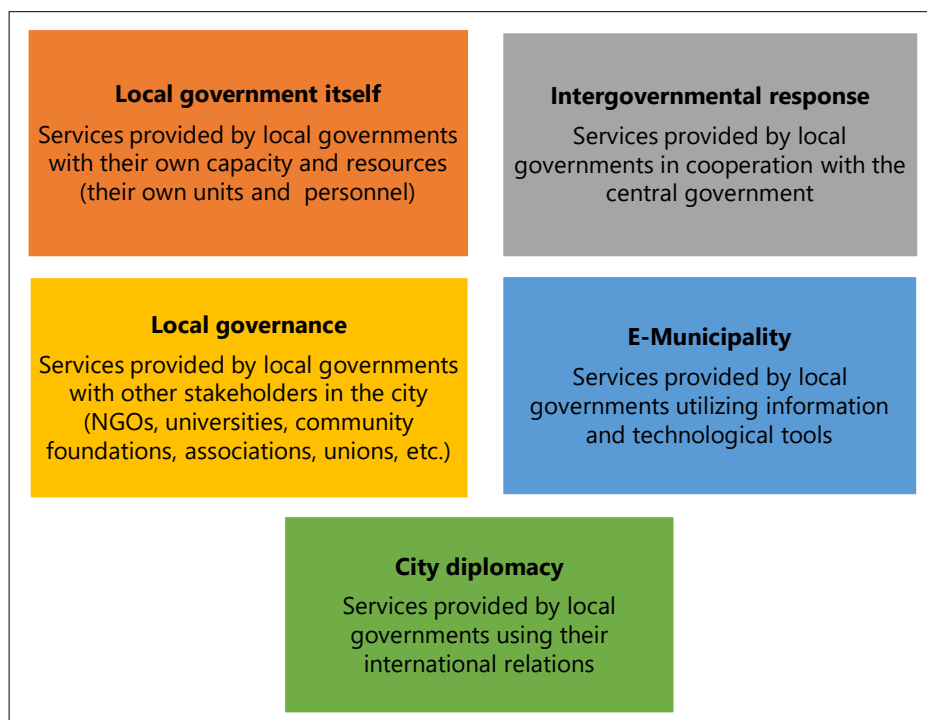 Local government itself
Services provided by local governments
with their own capacity and resources
(their own units and  personnel)
Intergovernmental response
Services provided by local
governments in cooperation with the
central government
Local governance
Services provided by local governments
with other stakeholders in the city
(NGOs, universities, community
foundations, associations, unions, etc.)
E-Municipality
Services provided by local
governments utilizing information
and technological tools
City diplomacy
Services provided by local
governments using their
international relations